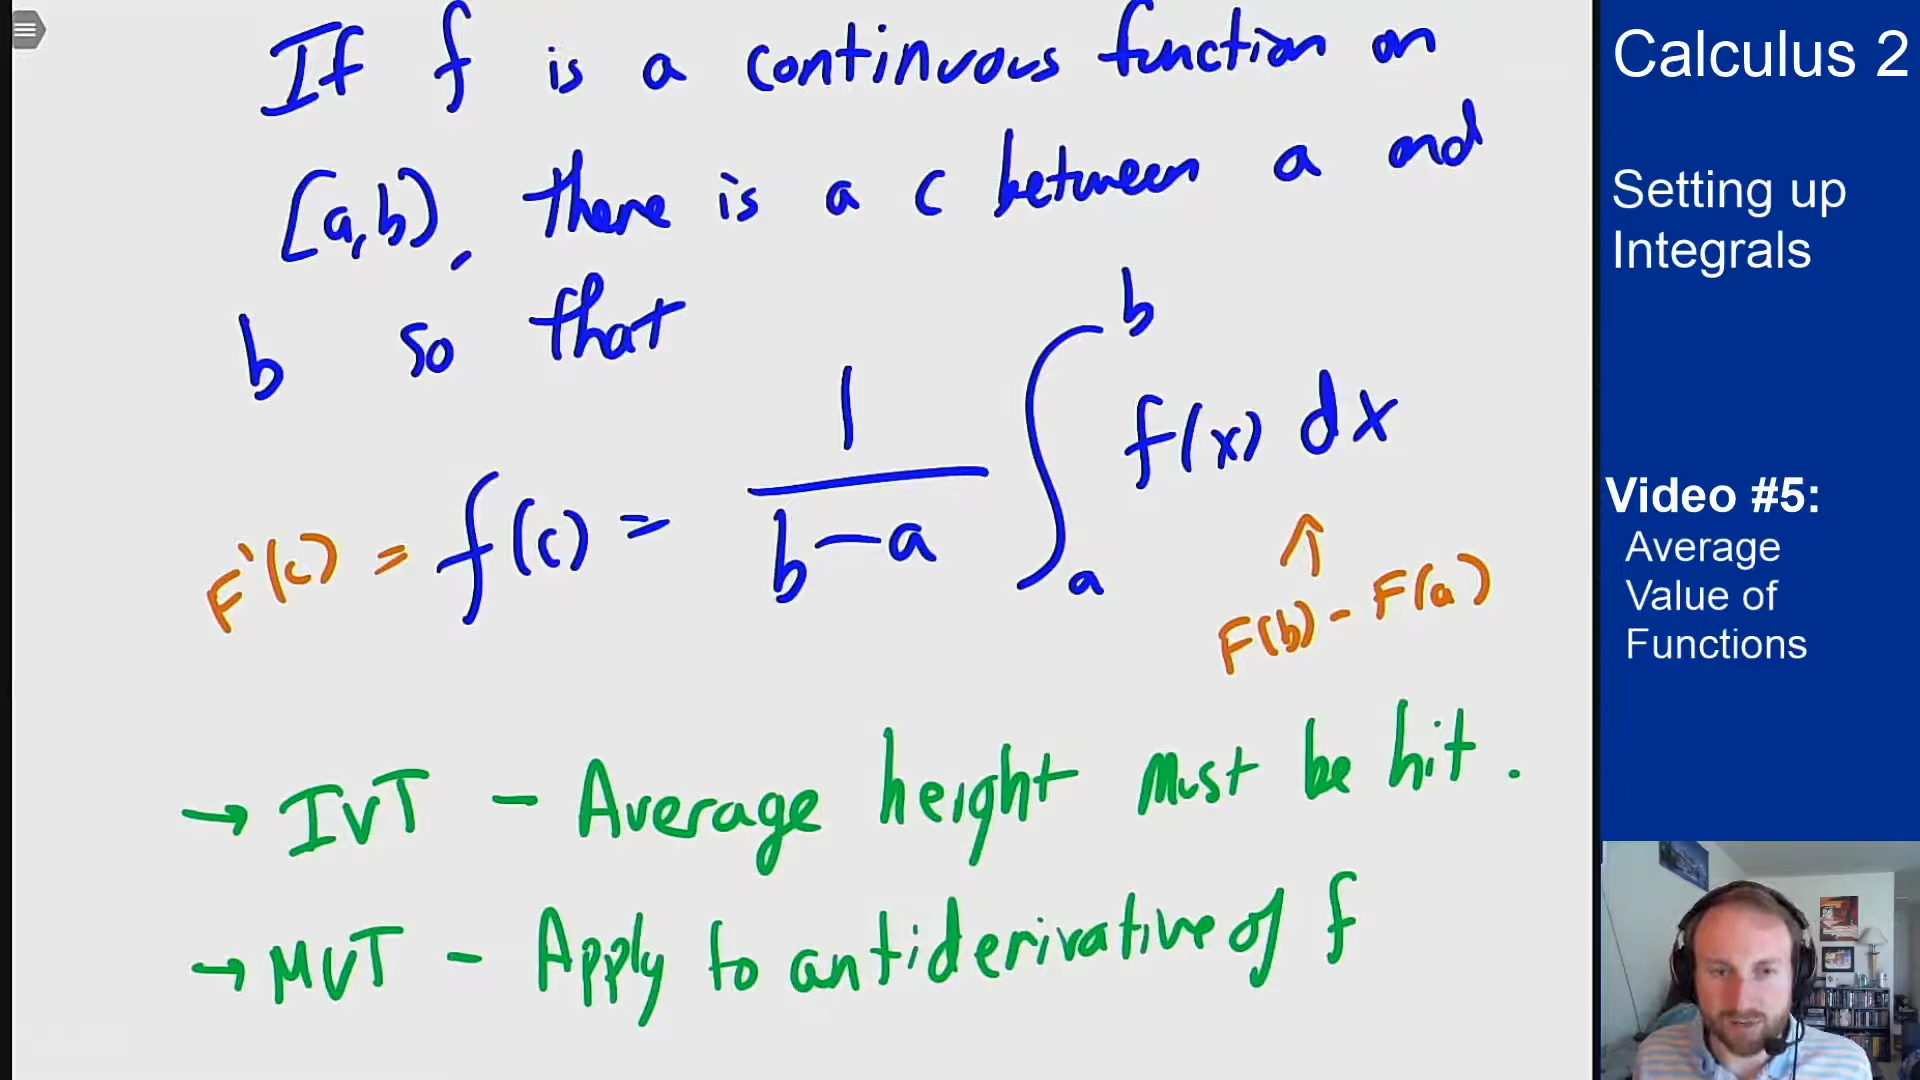 If f is a continuous function on
[a,b], there is a c between a and
b so that
F'(c) = f(c) = 1/(b-a) ∫_a^b f(x) dx
↑
F(b) - F(a)
→ IVT - Average height must be hit.
→ MVT - Apply to antiderivative of f
Calculus 2
Setting up
Integrals
Video #5:
Average
Value of
Functions